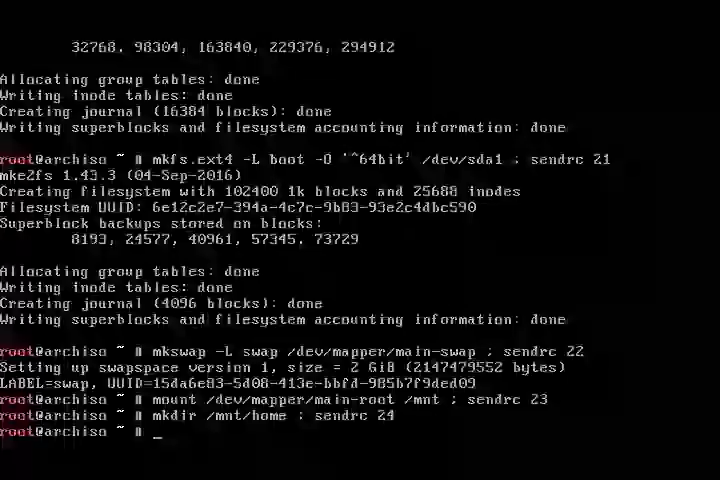 32768, 98304, 163840, 229376, 294912
Allocating group tables: done
Writing inode tables: done
Creating journal (16384 blocks): done
Writing superblocks and filesystem accounting information: done
root@archiso ~ # mkfs.ext4 -L boot -O '^64bit' /dev/sda1 ; sendrc 21
mke2fs 1.43.3 (04-Sep-2016)
Creating filesystem with 102400 1k blocks and 25688 inodes
Filesystem UUID: 6e12c2e7-394a-4c7c-9b83-93e2c4dbc590
Superblock backups stored on blocks:
8193, 24577, 40961, 57345, 73729
Allocating group tables: done
Writing inode tables: done
Creating journal (4096 blocks): done
Writing superblocks and filesystem accounting information: done
root@archiso ~ # mkswap -L swap /dev/mapper/main-swap ; sendrc 22
Setting up swapspace version 1, size = 2 GiB (2147479552 bytes)
LABEL=swap, UUID=15da6e83-5d08-413e-bbfd-985b7f9ded09
root@archiso ~ # mount /dev/mapper/main-root /mnt ; sendrc 23
root@archiso ~ # mkdir /mnt/home ; sendrc 24
root@archiso ~ # _